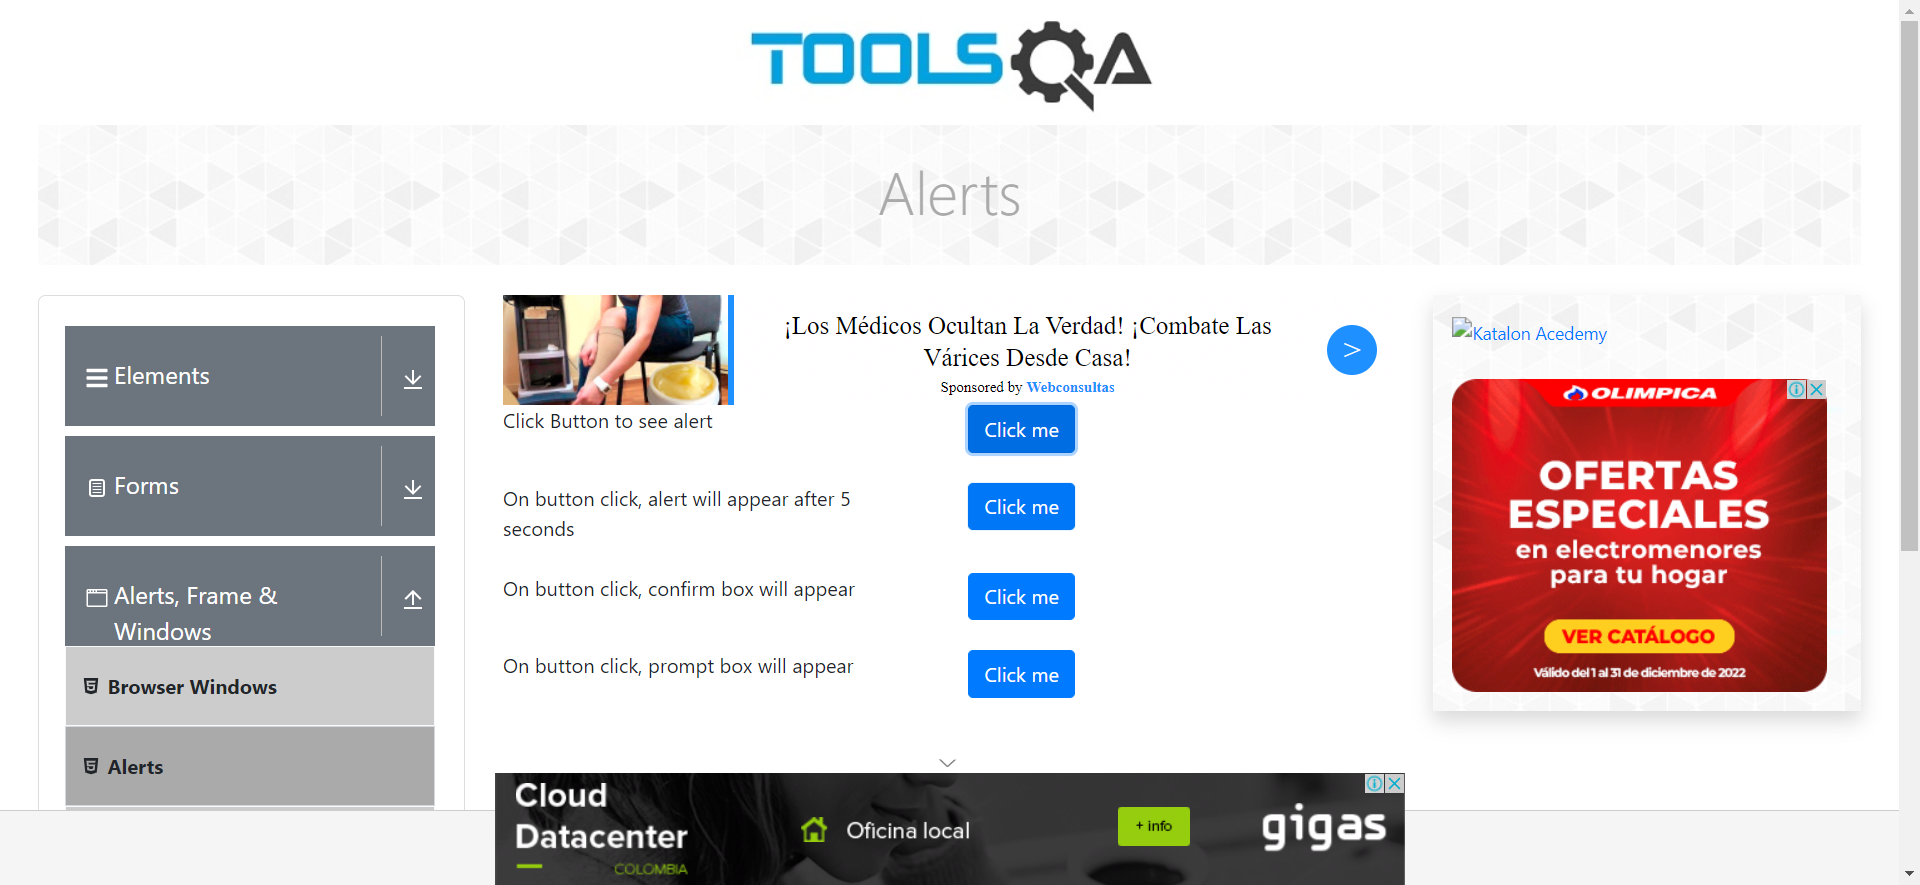 TOOLSQA
Alerts
Elements
Forms
Alerts, Frame &
Windows
Browser Windows
Alerts
¡Los Médicos Ocultan La Verdad! ¡Combate Las
Várices Desde Casa!
Sponsored by Webconsultas
>
Click Button to see alert
Click me
On button click, alert will appear after 5
seconds
Click me
On button click, confirm box will appear
Click me
On button click, prompt box will appear
Click me
Katalon Acedemy
OLIMPICA
OFERTAS
ESPECIALES
en electromenores
para tu hogar
VER CATÁLOGO
Válido del 1 al 31 de diciembre de 2022
Cloud
Datacenter
COLOMBIA
Oficina local
+ info
gigas